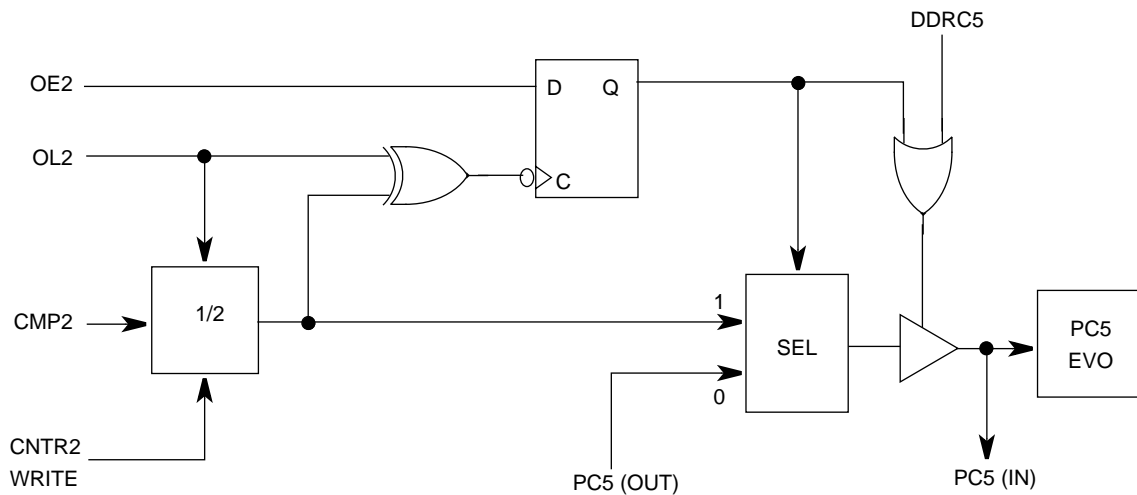 DDRC5
OE2
D
Q
OL2
C
1/2
CMP2
1
SEL
PC5
EVO
0
CNTR2
WRITE
PC5 (OUT)
PC5 (IN)